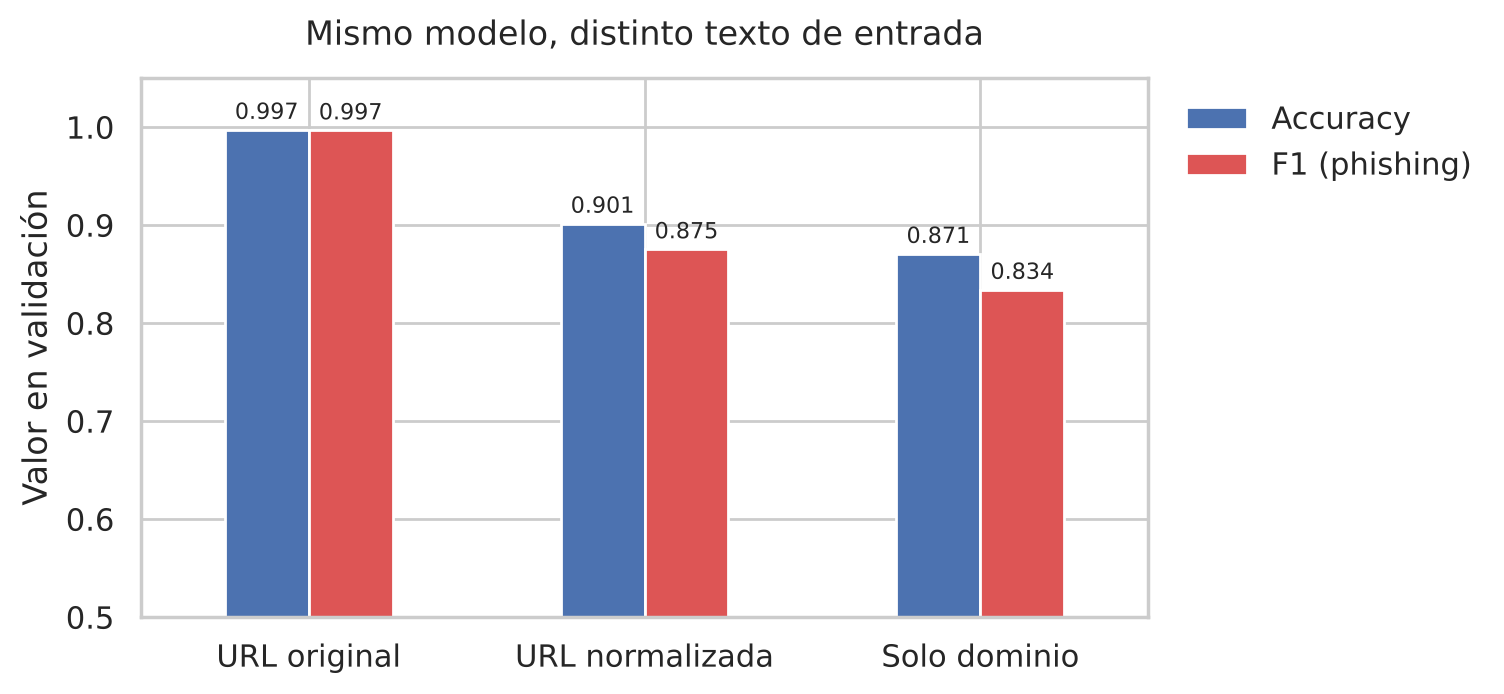 Mismo modelo, distinto texto de entrada
Valor en validación
1.0
0.9
0.8
0.7
0.6
0.5
0.997 0.997
0.901
0.875
0.871
0.834
URL original
URL normalizada
Solo dominio
Accuracy
F1 (phishing)